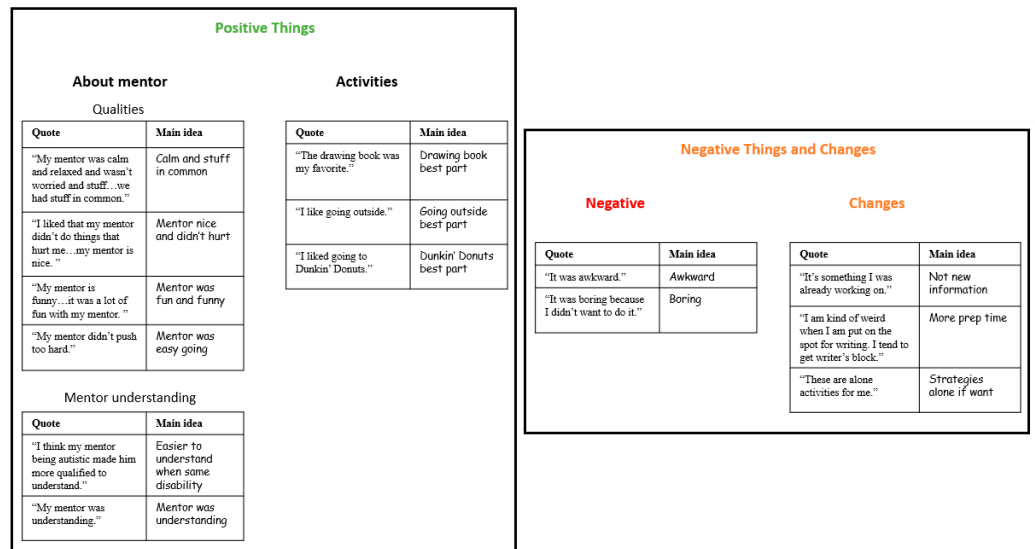 Positive Things
About mentor
Qualities
Quote
Main idea
“My mentor was calm
and relaxed and wasn’t
worried and stuff…we
had stuff in common.”
Calm and stuff
in common
“I liked that my mentor
didn’t do things that
hurt me…my mentor is
nice. ”
Mentor nice
and didn’t hurt
“My mentor is
funny…it was a lot of
fun with my mentor. ”
Mentor was
fun and funny
“My mentor didn’t push
too hard.”
Mentor was
easy going
Mentor understanding
Quote
Main idea
“I think my mentor
being autistic made him
more qualified to
understand.”
Easier to
understand
when same
disability
“My mentor was
understanding.”
Mentor was
understanding
Activities
Quote
Main idea
“The drawing book was
my favorite.”
Drawing book
best part
“I like going outside.”
Going outside
best part
“I liked going to
Dunkin’ Donuts.”
Dunkin’ Donuts
best part
Negative Things and Changes
Negative
Quote
Main idea
“It was awkward.”
Awkward
“It was boring because
I didn’t want to do it.”
Boring
Changes
Quote
Main idea
“It’s something I was
already working on.”
Not new
information
“I am kind of weird
when I am put on the
spot for writing. I tend to
get writer’s block.”
More prep time
“These are alone
activities for me.”
Strategies
alone if want